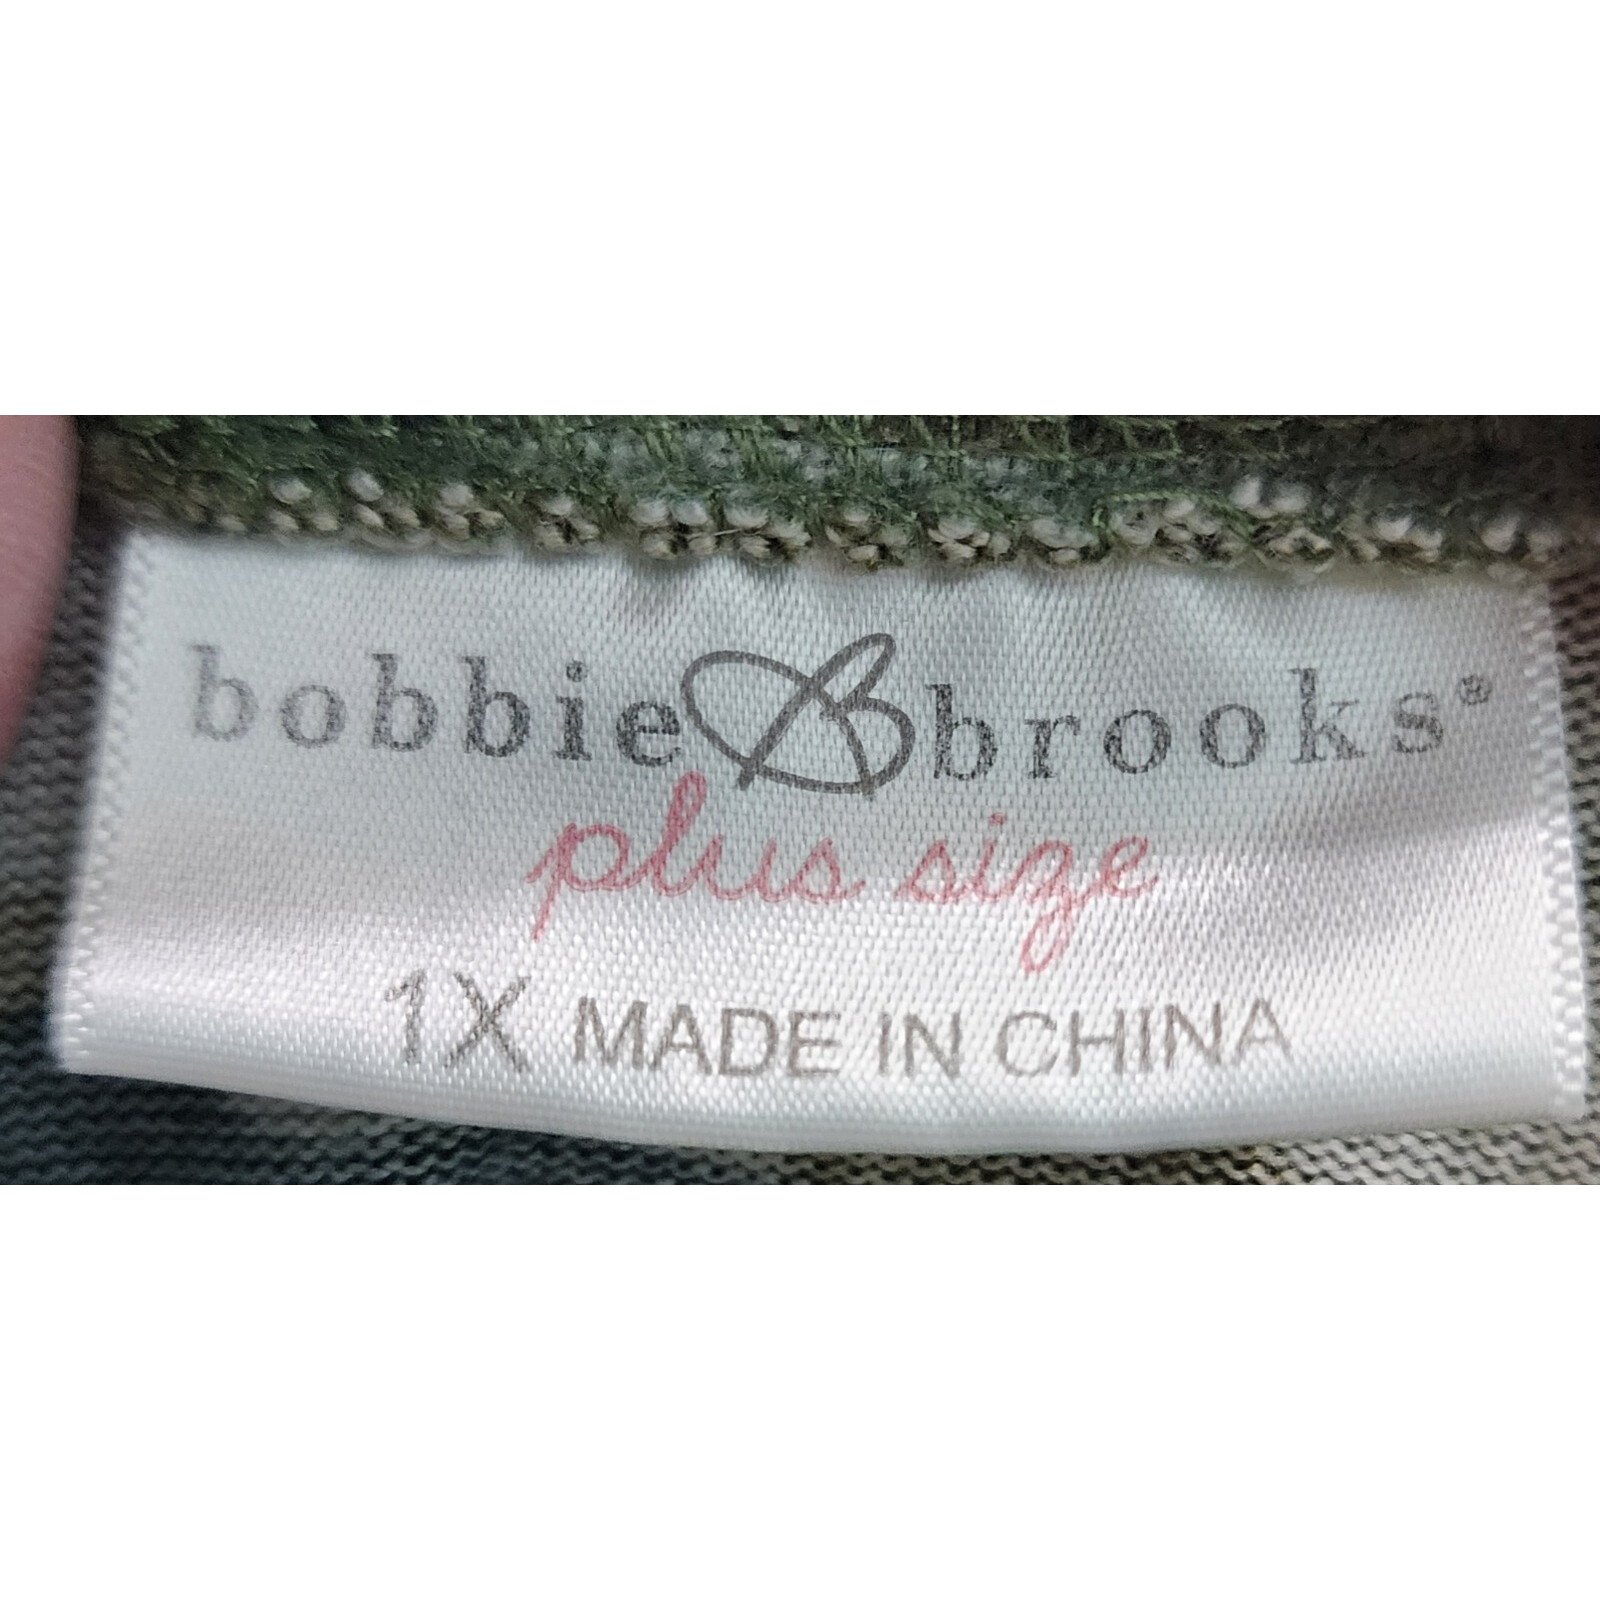 bobbie B brooks®
plus size
1X MADE IN CHINA